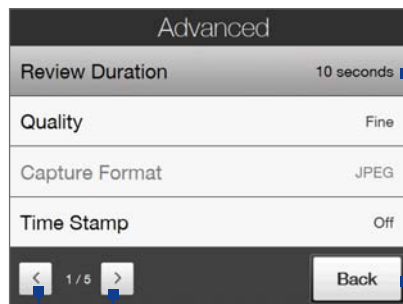 Advanced
Review Duration 10 seconds
Quality Fine
Capture Format JPEG
Time Stamp Off
< 1/5 > Back